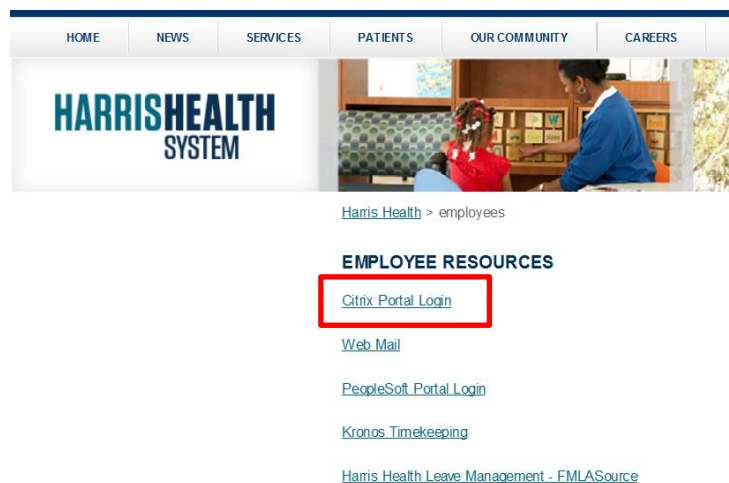 HOME NEWS SERVICES PATIENTS OUR COMMUNITY CAREERS
HARRISHEALTH
SYSTEM
Harris Health > employees
EMPLOYEE RESOURCES
Citrix Portal Login
Web Mail
PeopleSoft Portal Login
Kronos Timekeeping
Harris Health Leave Management - FMLASource